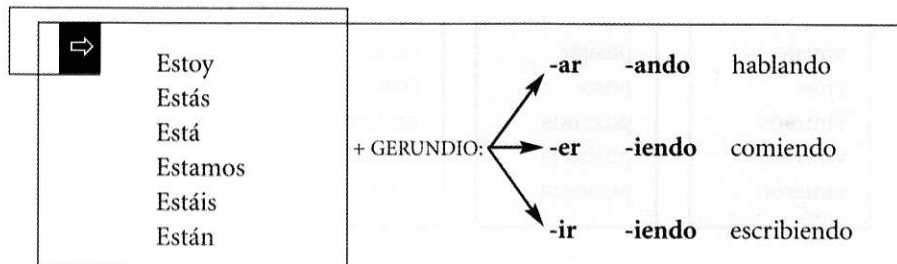 ⇨
Estoy
Estás
Está
Estamos
Estáis
Están
+ GERUNDIO:
-ar -ando hablando
-er -iendo comiendo
-ir -iendo escribiendo